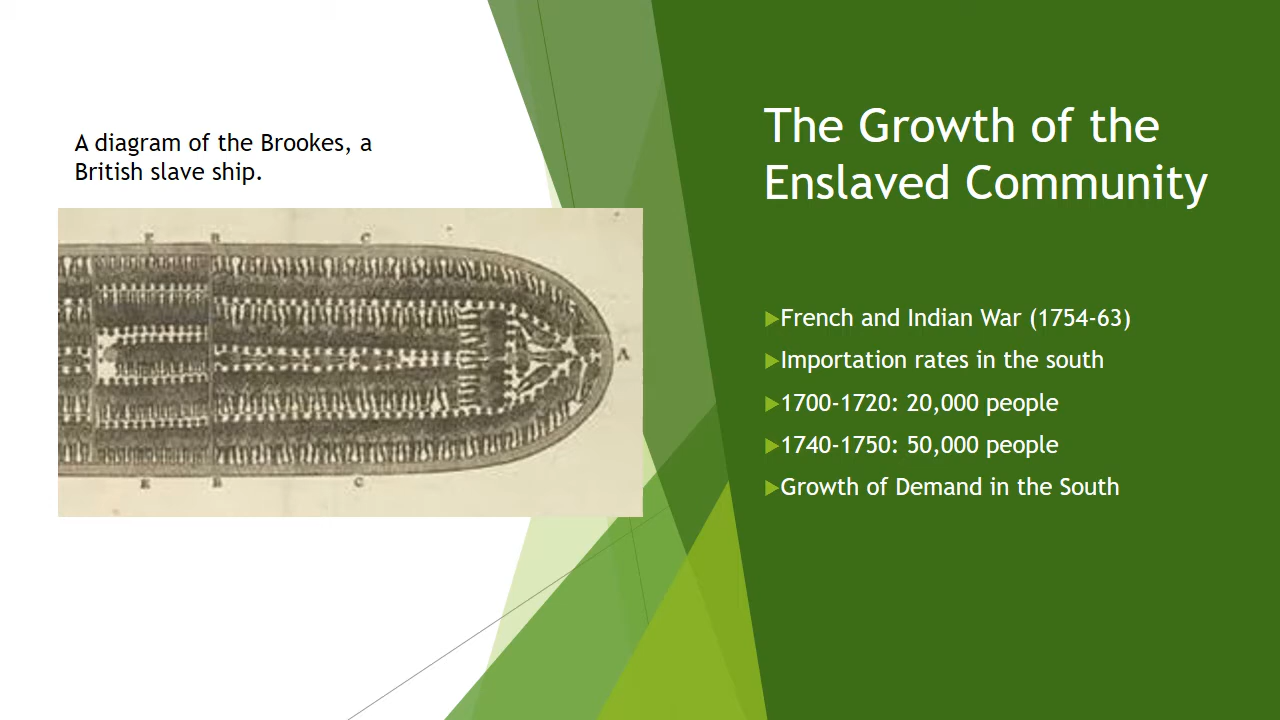 A diagram of the Brookes, a
British slave ship.
F B C
A
E B C
The Growth of the
Enslaved Community
French and Indian War (1754-63)
Importation rates in the south
1700-1720: 20,000 people
1740-1750: 50,000 people
Growth of Demand in the South